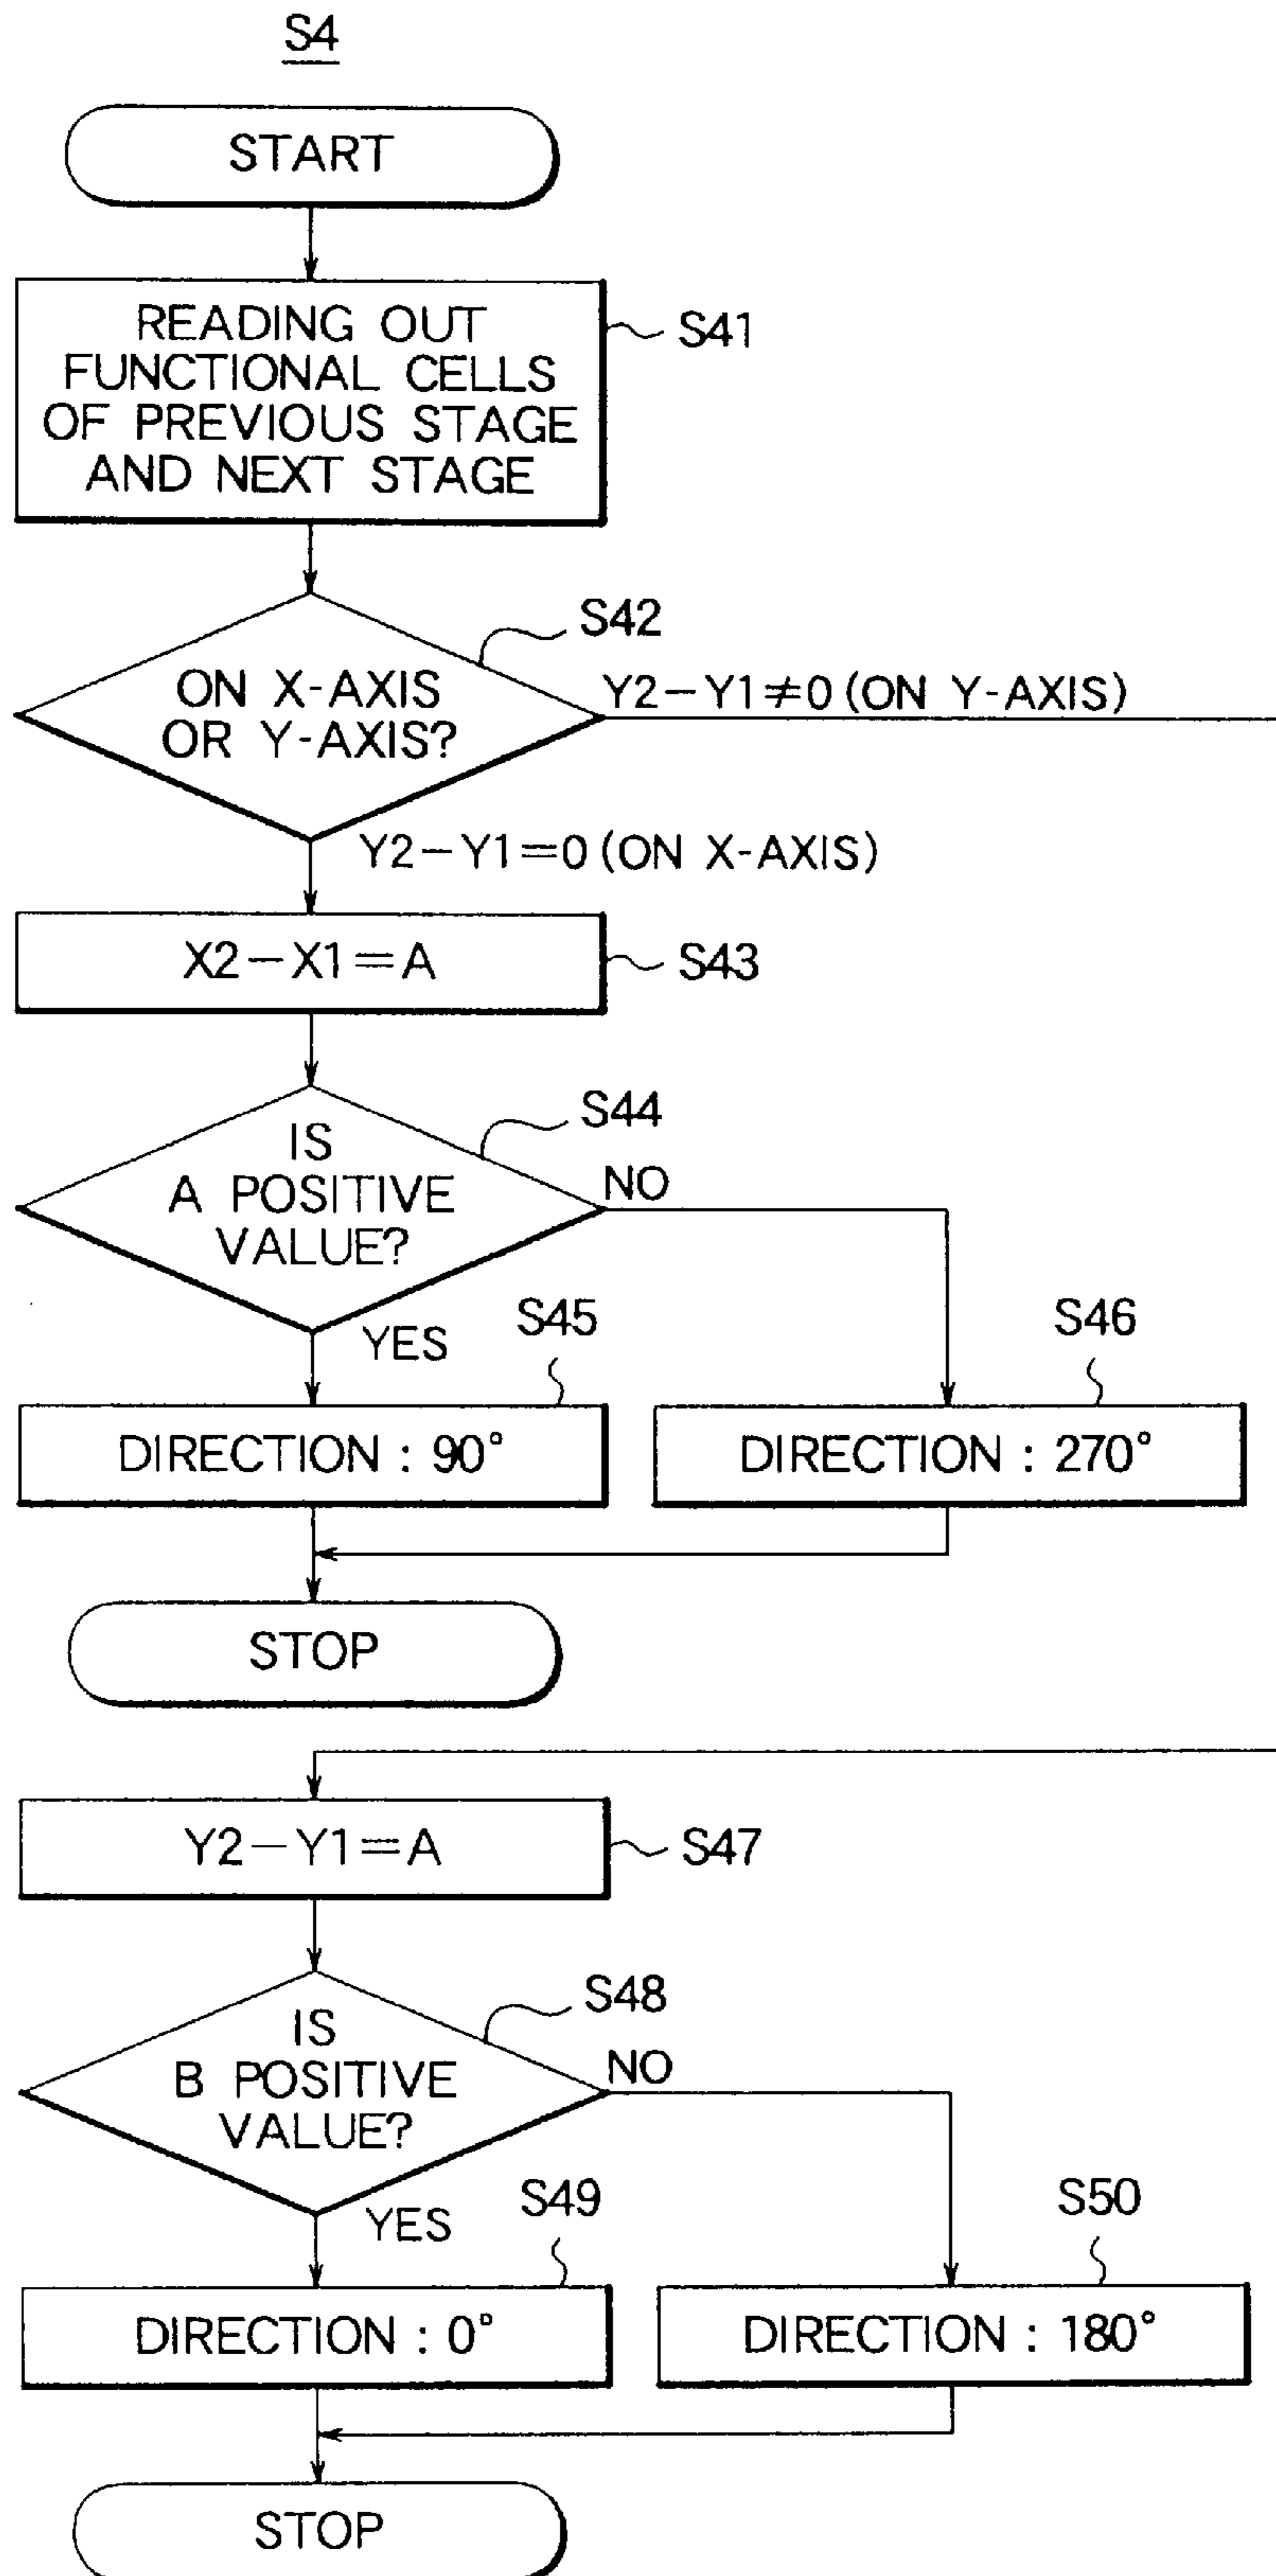 S4
START
READING OUT
FUNCTIONAL CELLS
OF PREVIOUS STAGE
AND NEXT STAGE
S41
S42
ON X-AXIS
OR Y-AXIS?
Y2-Y1≠0 (ON Y-AXIS)
Y2-Y1=0 (ON X-AXIS)
X2-X1=A
S43
S44
IS
A POSITIVE
VALUE?
NO
YES
S45
S46
DIRECTION : 90°
DIRECTION : 270°
STOP
Y2-Y1=A
S47
S48
IS
B POSITIVE
VALUE?
NO
YES
S49
S50
DIRECTION : 0°
DIRECTION : 180°
STOP